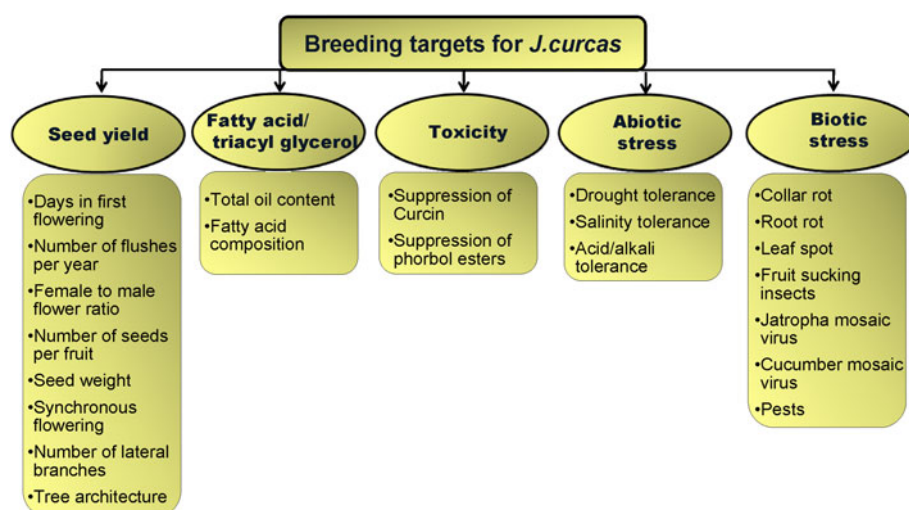 Breeding targets for J.curcas
Seed yield
•Days in first
flowering
•Number of flushes
per year
•Female to male
flower ratio
•Number of seeds
per fruit
•Seed weight
•Synchronous
flowering
•Number of lateral
branches
•Tree architecture
Fatty acid/
triacyl glycerol
•Total oil content
•Fatty acid
composition
Toxicity
•Suppression of
Curcin
•Suppression of
phorbol esters
Abiotic
stress
•Drought tolerance
•Salinity tolerance
•Acid/alkali
tolerance
Biotic
stress
•Collar rot
•Root rot
•Leaf spot
•Fruit sucking
insects
•Jatropha mosaic
virus
•Cucumber mosaic
virus
•Pests